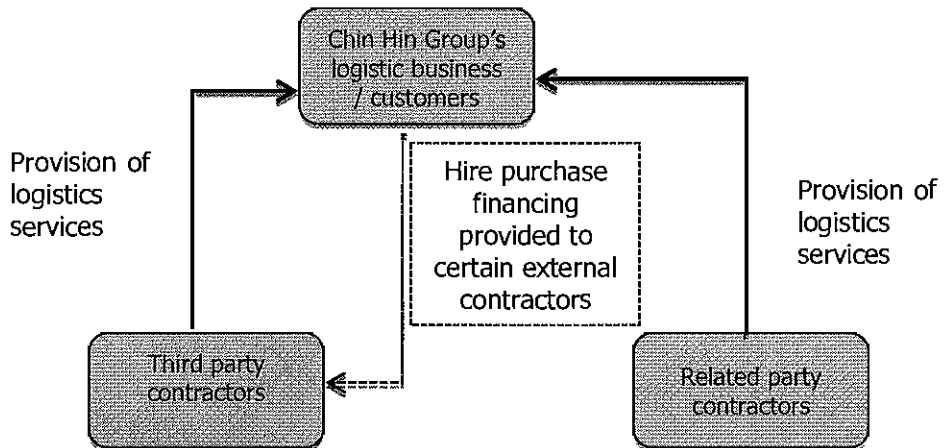 Chin Hin Group's
logistic business
/ customers
Provision of
logistics
services
Hire purchase
financing
provided to
certain external
contractors
Provision of
logistics
services
Third party
contractors
Related party
contractors